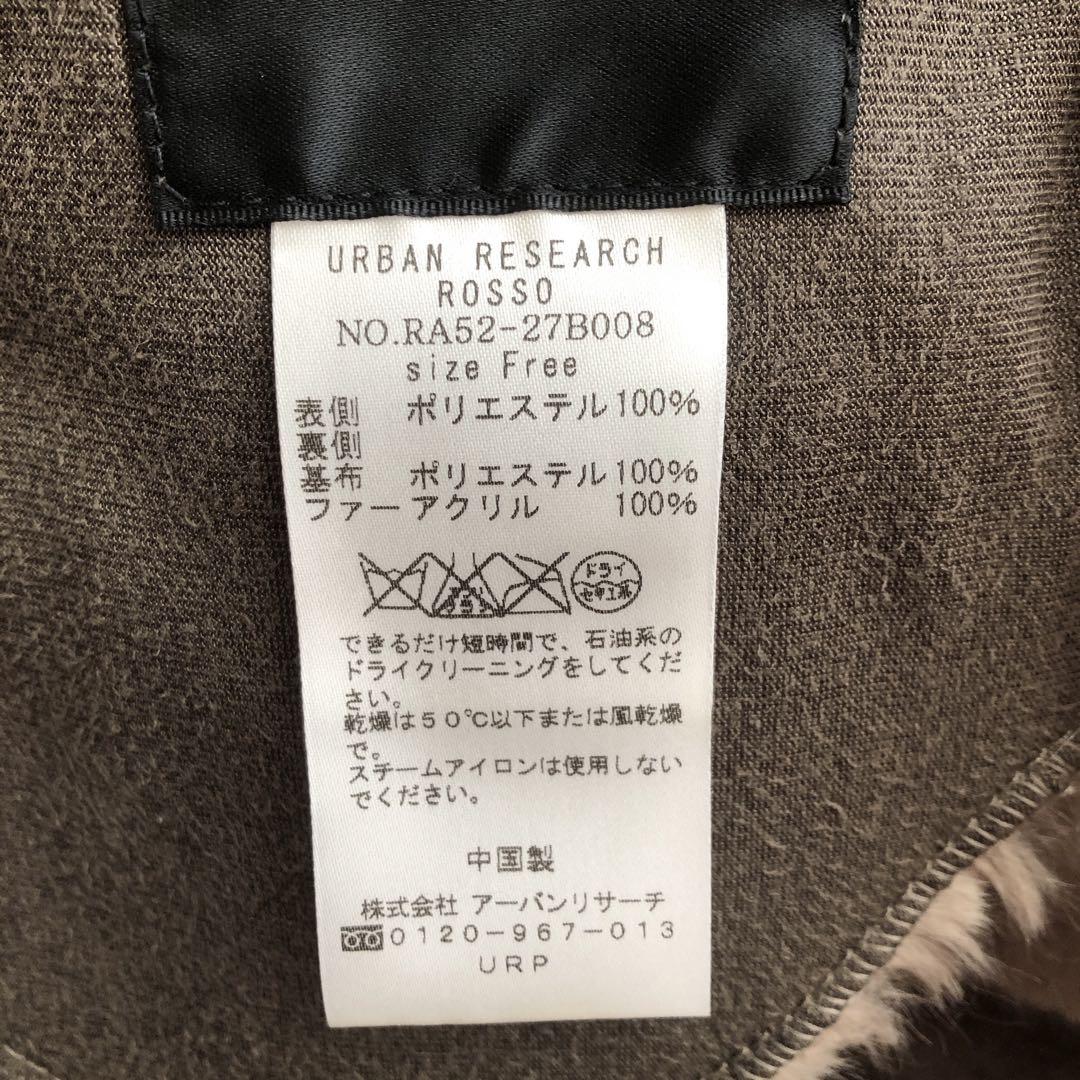 URBAN RESEARCH
ROSSO
NO.RA52-27B008
size Free
表側 ポリエステル100%
裏側
基布 ポリエステル100%
ファーアクリル 100%
ドライ
セキユ系
できるだけ短時間で、石油系の
ドライクリーニングをしてくだ
さい。
乾燥は50℃以下または風乾燥
で。
スチームアイロンは使用しない
でください。
中国製
株式会社 アーバンリサーチ
0120-967-013
URP